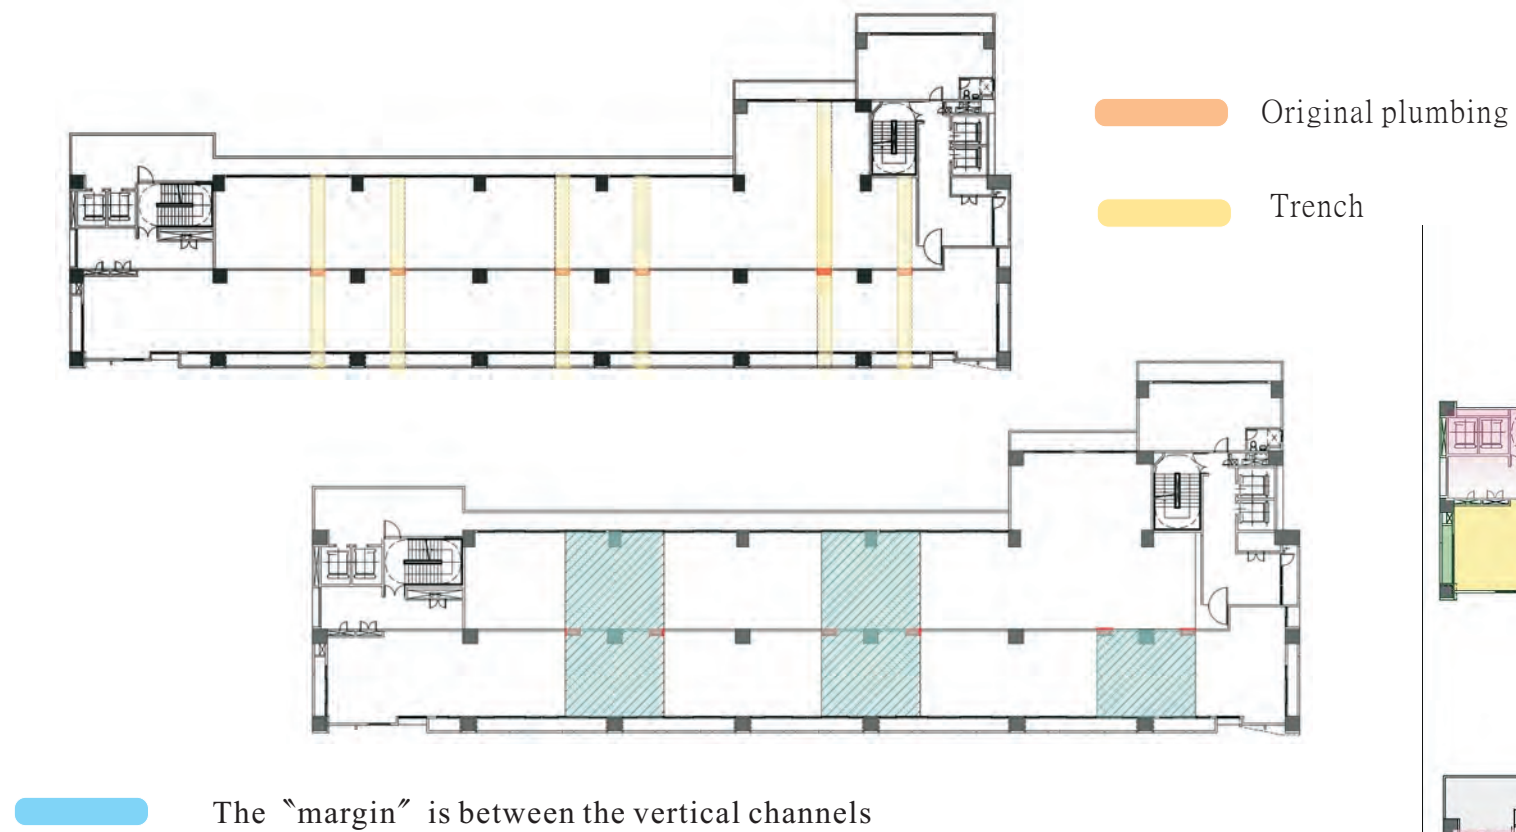 Original plumbing
Trench
The〝margin〞is between the vertical channels